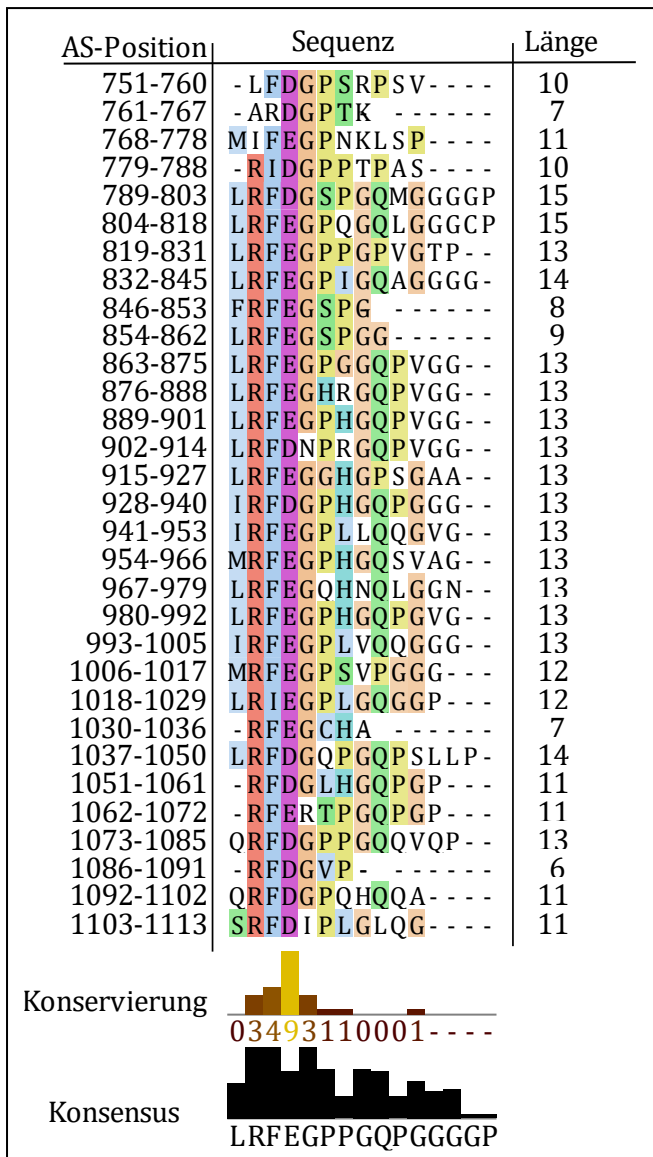 AS-Position Sequenz Länge
751-760 -LFDGPSRPSV---- 10
761-767 -ARDGPTK ------ 7
768-778 MIFEGPNKLSP---- 11
779-788 -RIDGPPTPAS---- 10
789-803 LRFDGSPGQMGGGGP 15
804-818 LRFEGPQGQLGGGCP 15
819-831 LRFEGPPGPVGTP-- 13
832-845 LRFEGPIGQAGGGG- 14
846-853 FRFEGSPG ------ 8
854-862 LRFEGSPGG------ 9
863-875 LRFEGPGGQPVGG-- 13
876-888 LRFEGHRGQPVGG-- 13
889-901 LRFEGPHGQPVGG-- 13
902-914 LRFDNPRGQPVGG-- 13
915-927 LRFEGGHGPSGAA-- 13
928-940 IRFDGPHGQPGGG-- 13
941-953 IRFEGPLLQQGVG-- 13
954-966 MRFEGPHGQSVAG-- 13
967-979 LRFEGQHNQLGGN-- 13
980-992 LRFEGPHGQPGVG-- 13
993-1005 IRFEGPLVQQGGG-- 13
1006-1017 MRFEGPSVPGGG--- 12
1018-1029 LRIEGPLGQGGP--- 12
1030-1036 -RFEGCHA ------ 7
1037-1050 LRFDGQPGQPSLLP- 14
1051-1061 -RFDGLHGQPGP--- 11
1062-1072 -RFERTPGQPGP--- 11
1073-1085 QRFDGPPGQQVQP-- 13
1086-1091 -RFDGVP- ------ 6
1092-1102 QRFDGPQHQQA---- 11
1103-1113 SRFDIPLGLQG---- 11
Konservierung
03493110001----
Konsensus
LRFEGPPGQPGGGGP